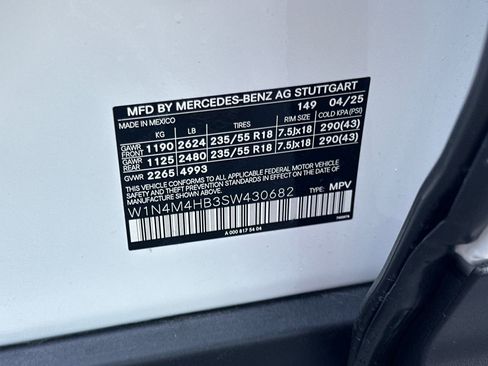 MFD BY MERCEDES-BENZ AG STUTTGART
MADE IN MEXICO 149 04/25
KG LB TIRES RIM SIZE COLD KPA(PSI)
GAWR FRONT 1190 2624 235/55 R18 7.5Jx18 290(43)
GAWR REAR 1125 2480 235/55 R18 7.5Jx18 290(43)
GVWR 2265 4993
THIS VEHICLE CONFORMS TO ALL APPLICABLE FEDERAL MOTOR VEHICLE
SAFETY STANDARDS AND THEFT PREVENTION STANDARDS IN
EFFECT ON THE DATE OF MANUFACTURE SHOWN ABOVE.
W1N4M4HB3SW430682 TYPE: MPV
A 000 817 54 04